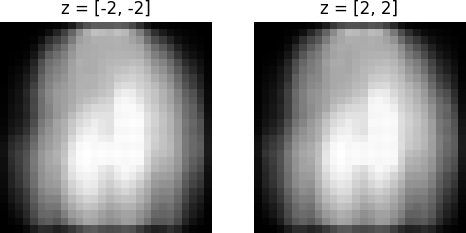 z = [-2, -2]
z = [2, 2]